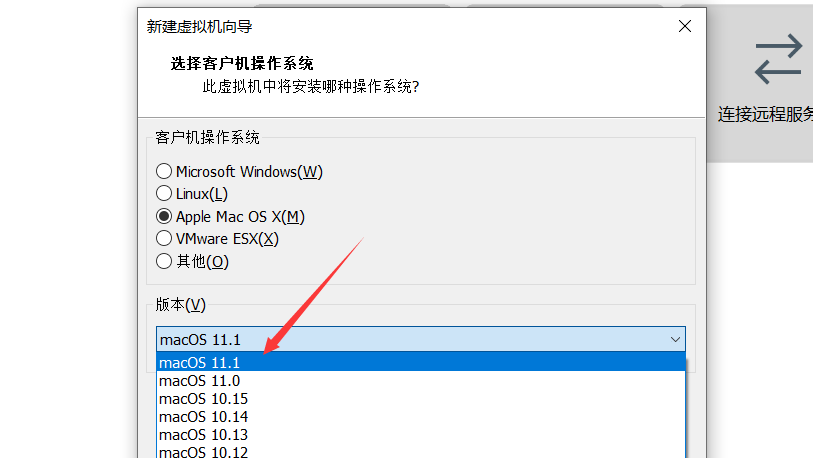 新建虚拟机向导
选择客户机操作系统
此虚拟机中将安装哪种操作系统?
连接远程服务
客户机操作系统
Microsoft Windows(W)
Linux(L)
Apple Mac OS X(M)
VMware ESX(X)
其他(O)
版本(V)
macOS 11.1
macOS 11.1
macOS 11.0
macOS 10.15
macOS 10.14
macOS 10.13
macOS 10.12